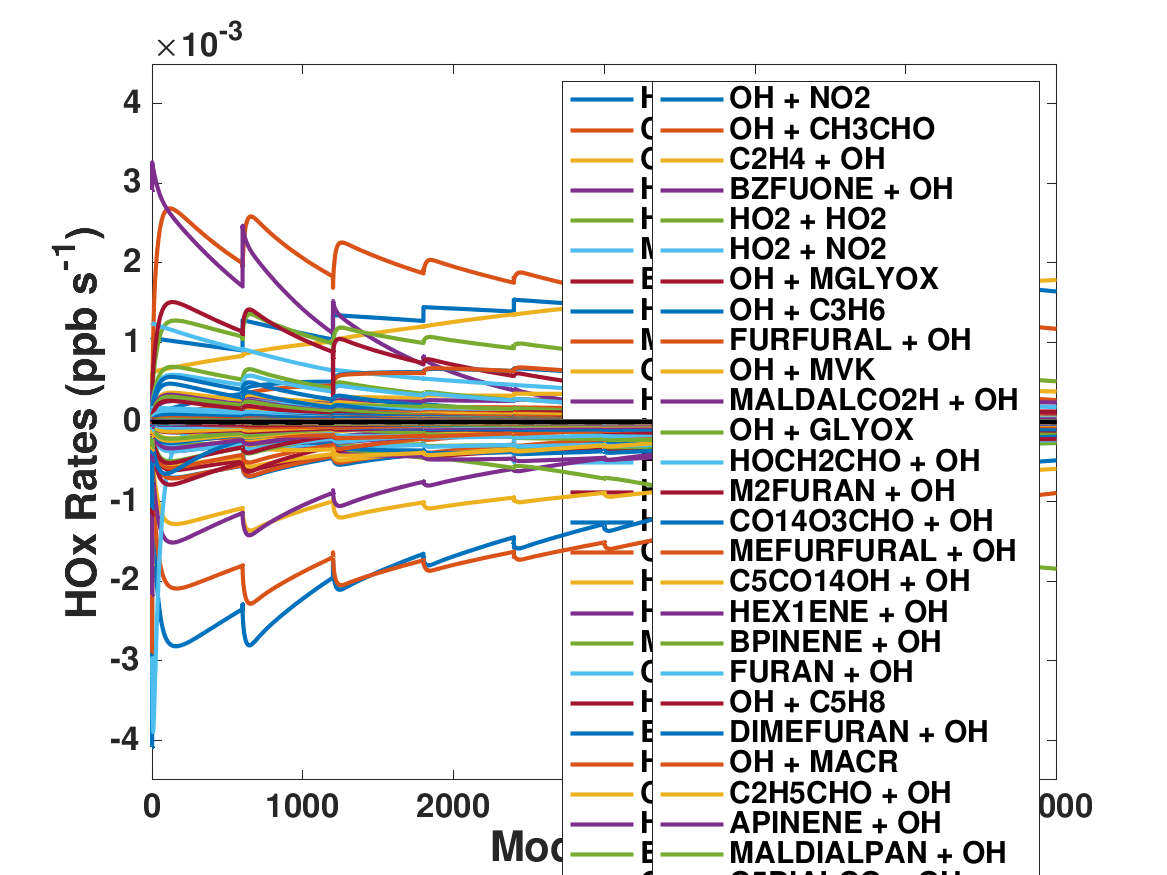 ×10-3
4
3
2
1
0
-1
-2
-3
-4
HOx Rates (ppb s-1)
0
1000
2000
000
OH + NO2
OH + CH3CHO
C2H4 + OH
BZFUONE + OH
HO2 + HO2
HO2 + NO2
OH + MGLYOX
OH + C3H6
FURFURAL + OH
OH + MVK
MALDALCO2H + OH
OH + GLYOX
HOCH2CHO + OH
M2FURAN + OH
CO14O3CHO + OH
MEFURFURAL + OH
C5CO14OH + OH
HEX1ENE + OH
BPINENE + OH
FURAN + OH
OH + C5H8
DIMEFURAN + OH
OH + MACR
C2H5CHO + OH
APINENE + OH
MALDIALPAN + OH